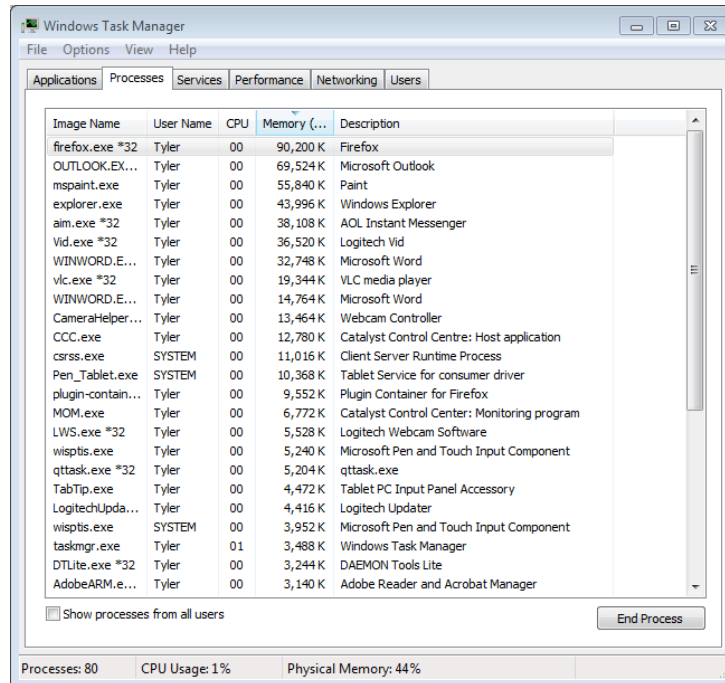 Windows Task Manager
File Options View Help
Applications Processes Services Performance Networking Users
Image Name User Name CPU Memory (... Description
firefox.exe *32 Tyler 00 90,200 K Firefox
OUTLOOK.EX... Tyler 00 69,524 K Microsoft Outlook
mspaint.exe Tyler 00 55,840 K Paint
explorer.exe Tyler 00 43,996 K Windows Explorer
aim.exe *32 Tyler 00 38,108 K AOL Instant Messenger
Vid.exe *32 Tyler 00 36,520 K Logitech Vid
WINWORD.E... Tyler 00 32,748 K Microsoft Word
vlc.exe *32 Tyler 00 19,344 K VLC media player
WINWORD.E... Tyler 00 14,764 K Microsoft Word
CameraHelper... Tyler 00 13,464 K Webcam Controller
CCC.exe Tyler 00 12,780 K Catalyst Control Centre: Host application
csrss.exe SYSTEM 00 11,016 K Client Server Runtime Process
Pen_Tablet.exe SYSTEM 00 10,368 K Tablet Service for consumer driver
plugin-contain... Tyler 00 9,552 K Plugin Container for Firefox
MOM.exe Tyler 00 6,772 K Catalyst Control Center: Monitoring program
LWS.exe *32 Tyler 00 5,528 K Logitech Webcam Software
wisptis.exe Tyler 00 5,240 K Microsoft Pen and Touch Input Component
qttask.exe *32 Tyler 00 5,204 K qttask.exe
TabTip.exe Tyler 00 4,472 K Tablet PC Input Panel Accessory
LogitechUpda... Tyler 00 4,416 K Logitech Updater
wisptis.exe SYSTEM 00 3,952 K Microsoft Pen and Touch Input Component
taskmgr.exe Tyler 01 3,488 K Windows Task Manager
DTLite.exe *32 Tyler 00 3,244 K DAEMON Tools Lite
AdobeARM.e... Tyler 00 3,140 K Adobe Reader and Acrobat Manager
Show processes from all users End Process
Processes: 80 CPU Usage: 1% Physical Memory: 44%